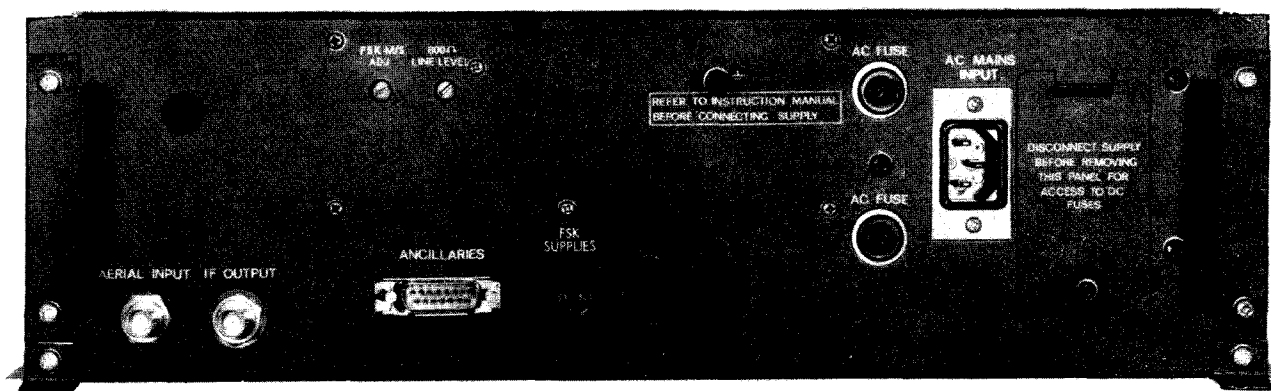 FSK M/S
ADJ
600Ω
LINE LEVEL
REFER TO INSTRUCTION MANUAL
BEFORE CONNECTING SUPPLY
AC FUSE
AC MAINS
INPUT
DISCONNECT SUPPLY
BEFORE REMOVING
THIS PANEL FOR
ACCESS TO DC
FUSES
AC FUSE
FSK
SUPPLIES
ANCILLARIES
AERIAL INPUT
IF OUTPUT